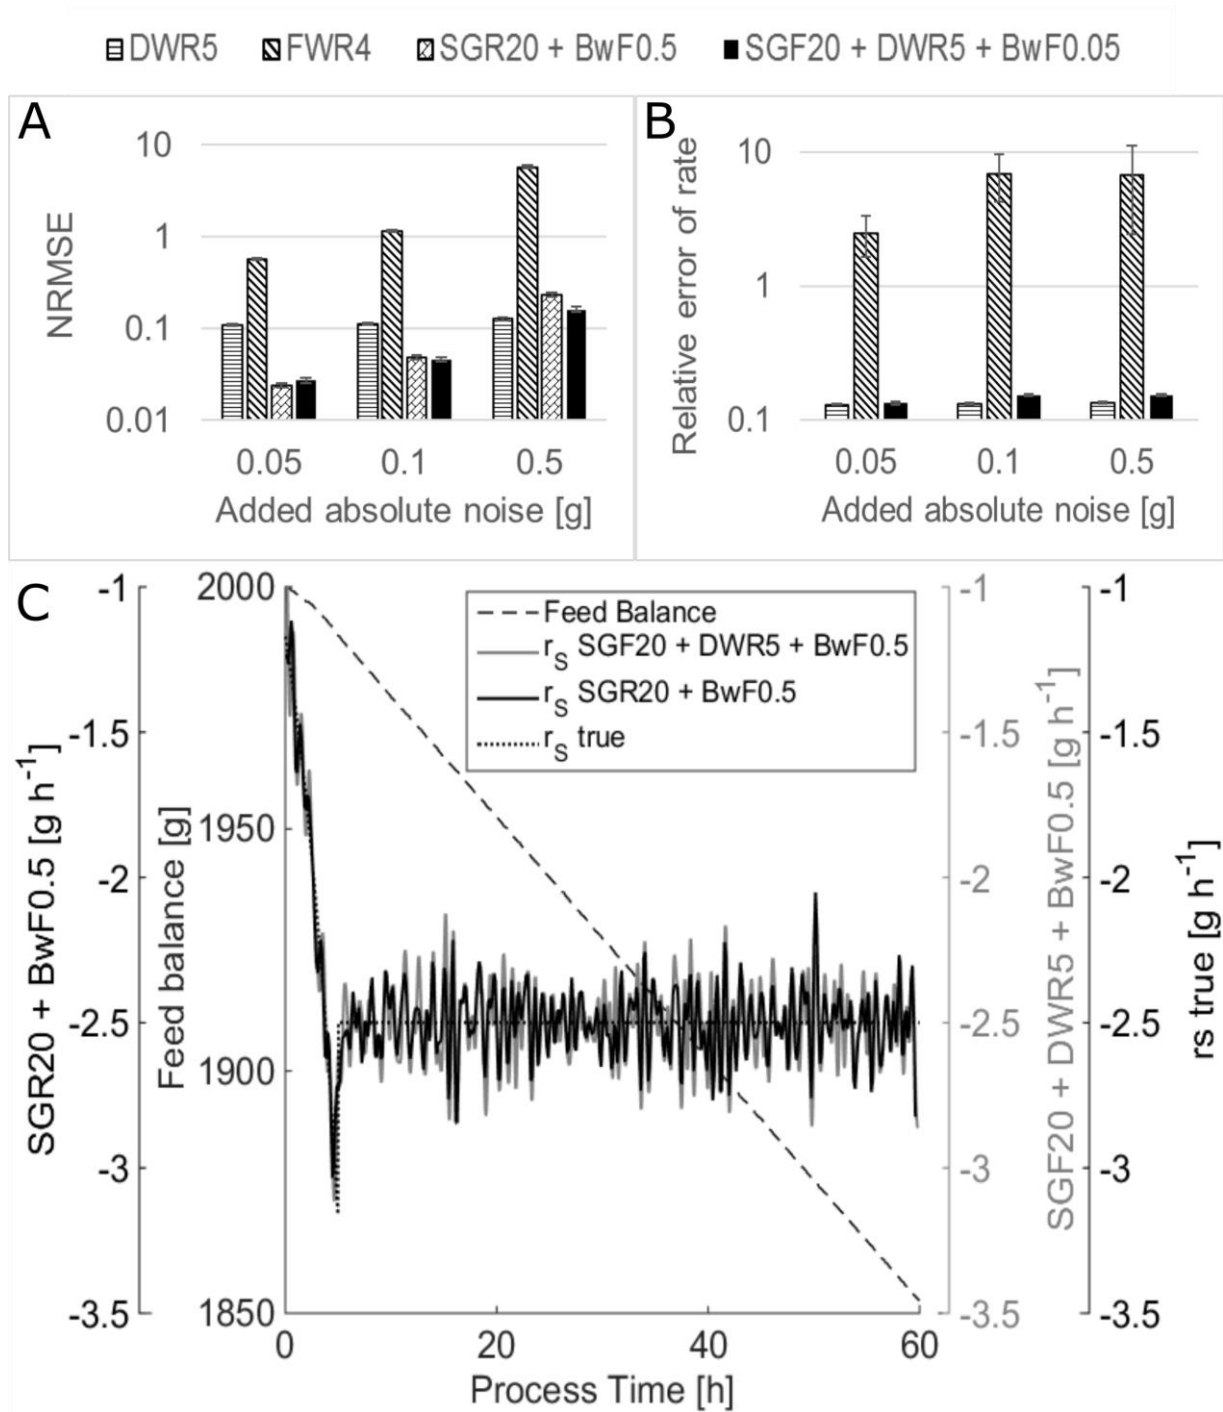 DWR5 FWR4 SGR20 + BwF0.5 SGF20 + DWR5 + BwF0.05
A
NRMSE
10
1
0.1
0.01
0.05 0.1 0.5
Added absolute noise [g]
B
Relative error of rate
10
1
0.1
0.05 0.1 0.5
Added absolute noise [g]
C
SGR20 + BwF0.5 [g h-1]
-1
-1.5
-2
-2.5
-3
-3.5
Feed balance [g]
2000
1950
1900
1850
Feed Balance
rS SGF20 + DWR5 + BwF0.5
rS SGR20 + BwF0.5
rS true
-1
-1.5
-2
-2.5
-3
-3.5
SGF20 + DWR5 + BwF0.5 [g h-1]
-1
-1.5
-2
-2.5
-3
-3.5
rs true [g h-1]
0 20 40 60
Process Time [h]